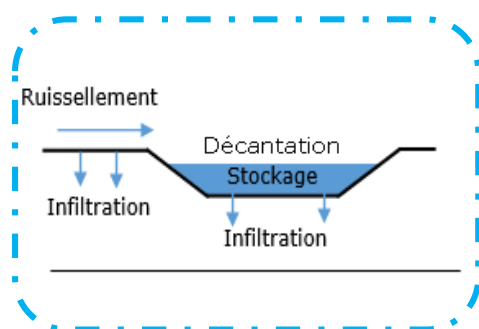 Ruissellement
Décantation
Stockage
Infiltration
Infiltration